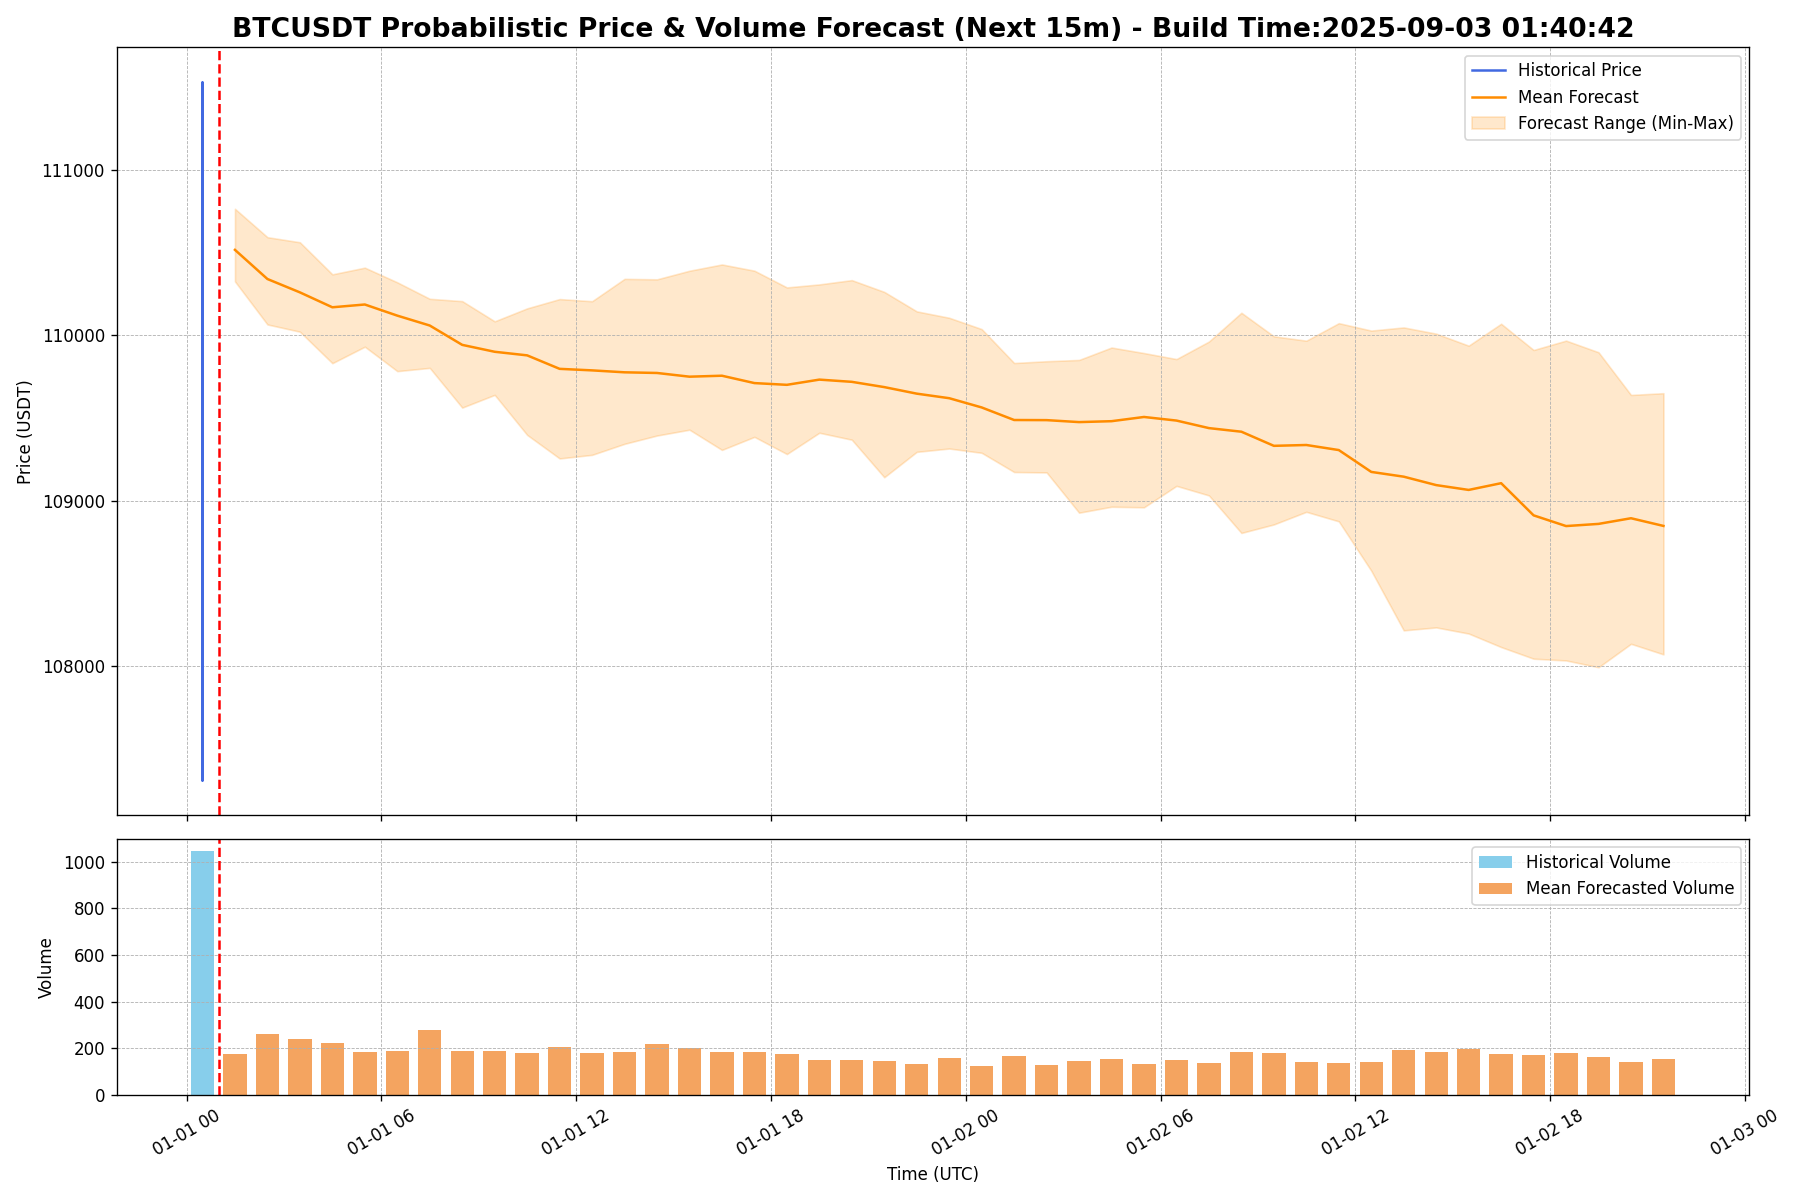 BTCUSDT Probabilistic Price & Volume Forecast (Next 15m) - Build Time:2025-09-03 01:40:42
Historical Price
Mean Forecast
Forecast Range (Min-Max)
111000
110000
109000
108000
Price (USDT)
Historical Volume
Mean Forecasted Volume
1000
800
600
400
200
0
Volume
01-01 00
01-01 06
01-01 12
01-01 18
01-02 00
01-02 06
01-02 12
01-02 18
01-03 00
Time (UTC)